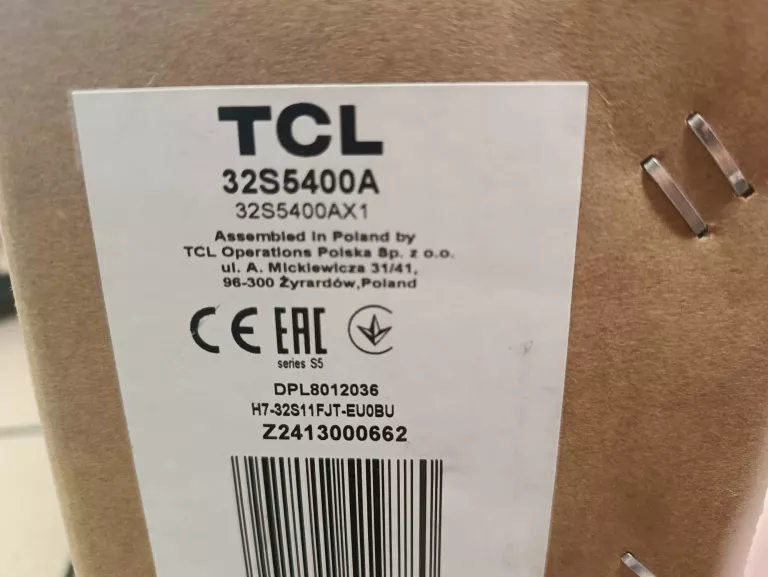 TCL
32S5400A
32S5400AX1
Assembled in Poland by
TCL Operations Polska Sp. z o.o.
ul. A. Mickiewicza 31/41,
96-300 Żyrardów,Poland
CE EAC
series S5
DPL8012036
H7-32S11FJT-EU0BU
Z2413000662